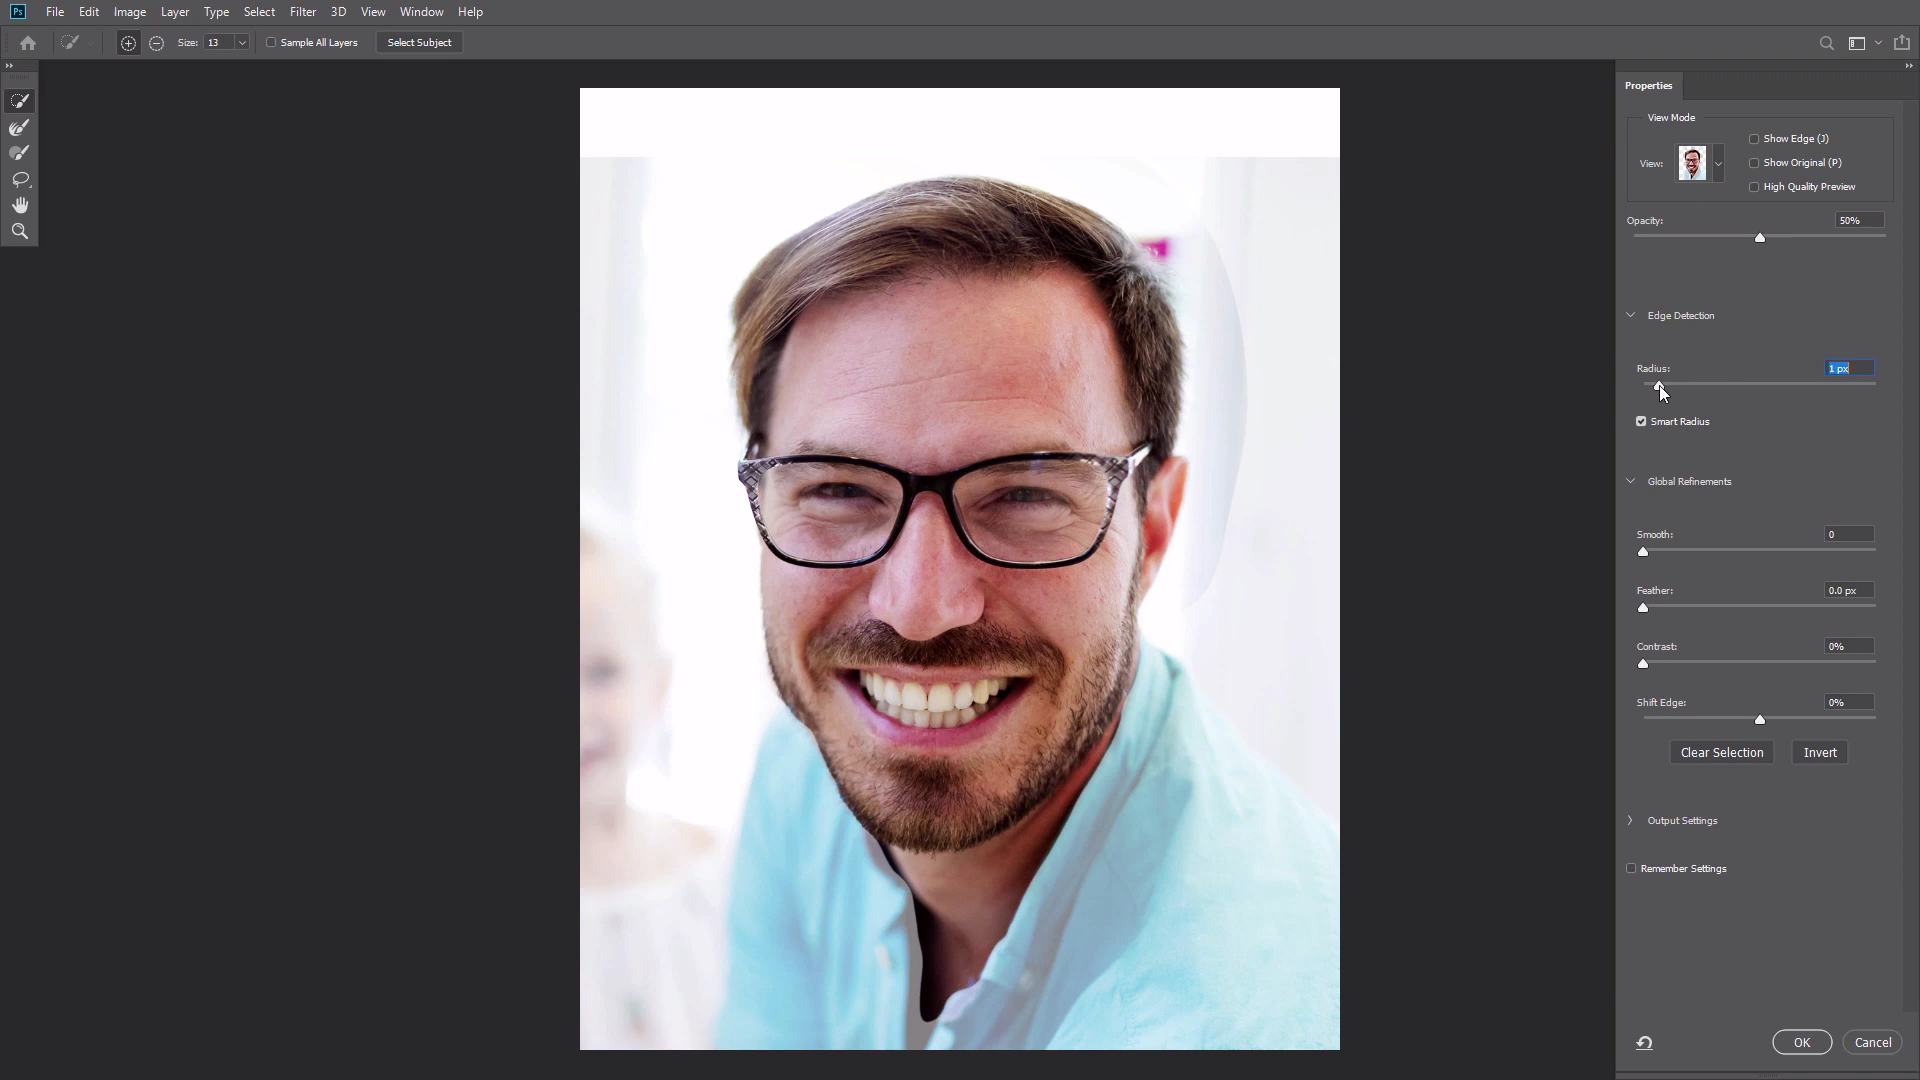 Ps File Edit Image Layer Type Select Filter 3D View Window Help
Size: 13 Sample All Layers Select Subject
Properties
View Mode
Show Edge (J)
View:
Show Original (P)
High Quality Preview
Opacity: 50%
Edge Detection
Radius: 1 px
Smart Radius
Global Refinements
Smooth: 0
Feather: 0.0 px
Contrast: 0%
Shift Edge: 0%
Clear Selection Invert
Output Settings
Remember Settings
OK Cancel